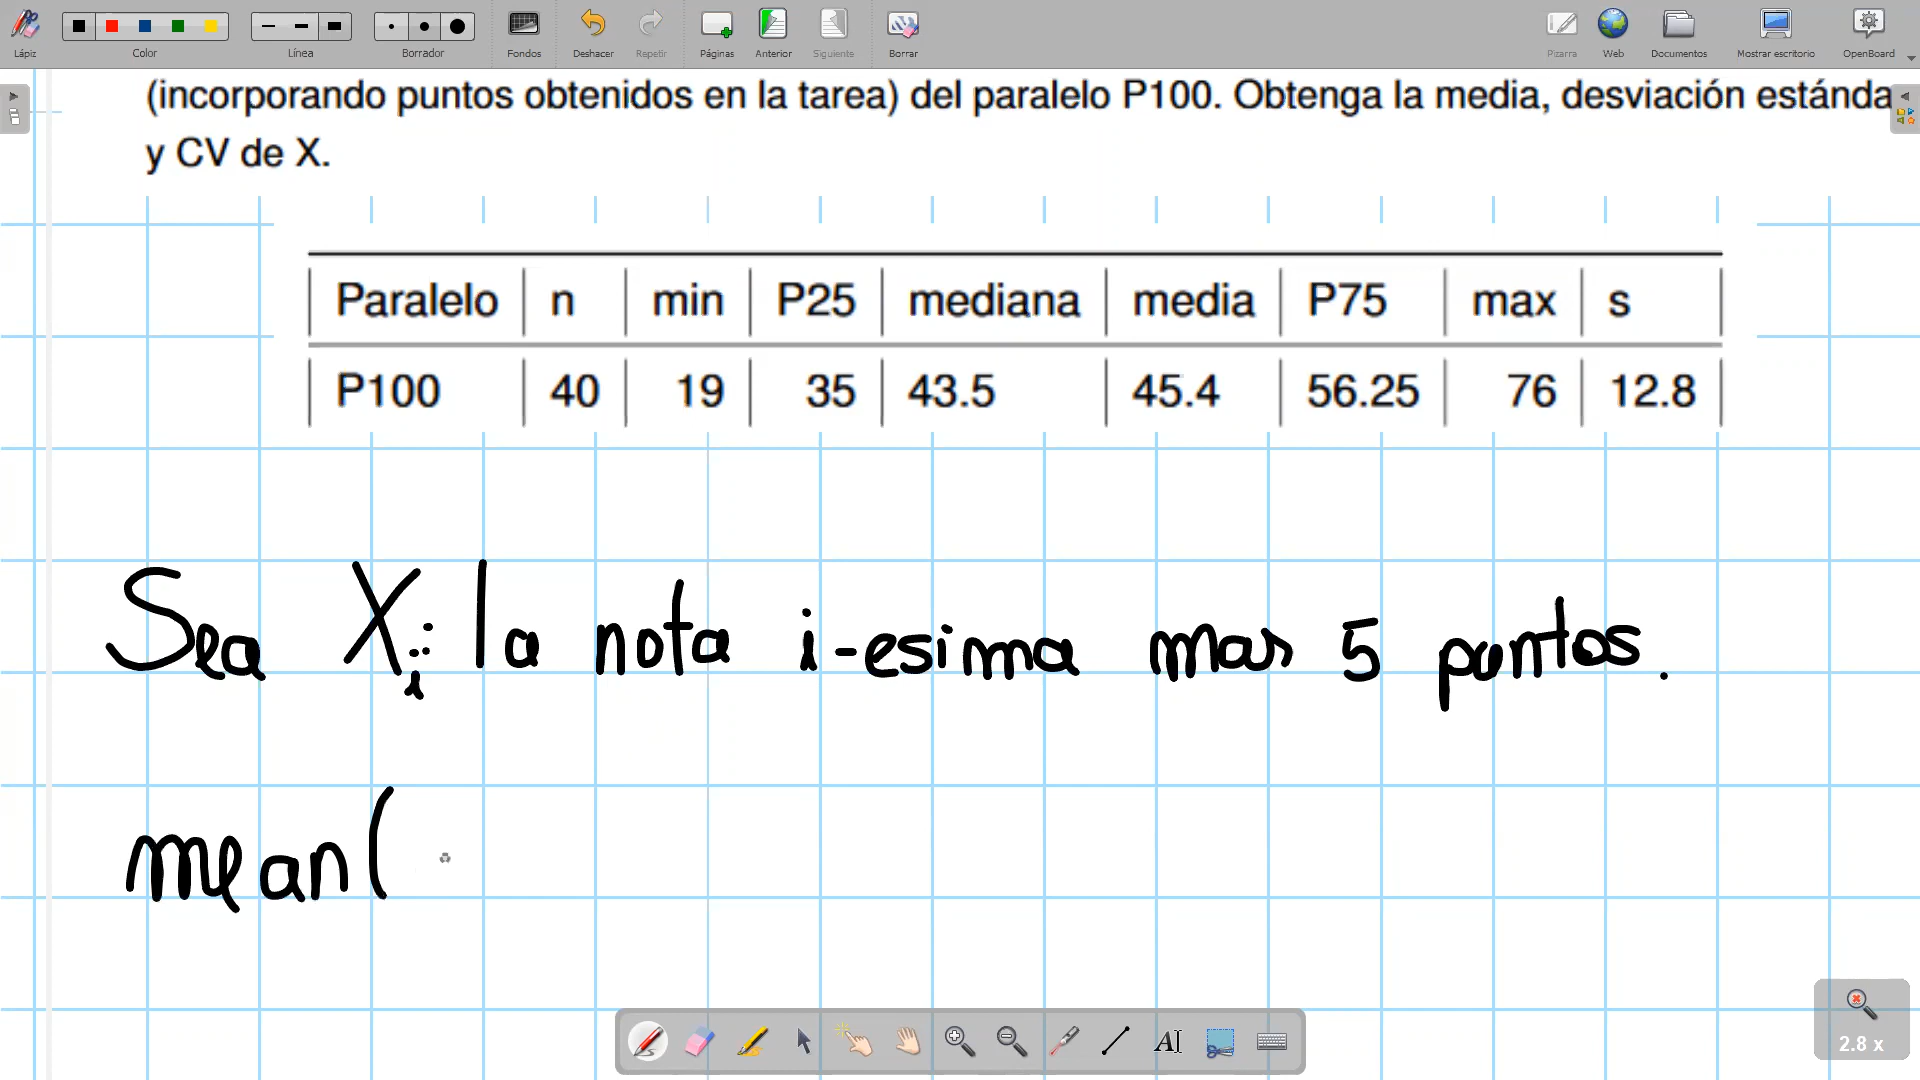 Lápiz Color Línea Borrador Fondos Deshacer Repetir Páginas Anterior Siguiente Borrar Pizarra Web Documentos Mostrar escritorio OpenBoard
(incorporando puntos obtenidos en la tarea) del paralelo P100. Obtenga la media, desviación estánda
y CV de X.
Paralelo n min P25 mediana media P75 max s
P100 40 19 35 43.5 45.4 56.25 76 12.8
Sea Xi: la nota i-esima mas 5 puntos.
mean(
2.8 x